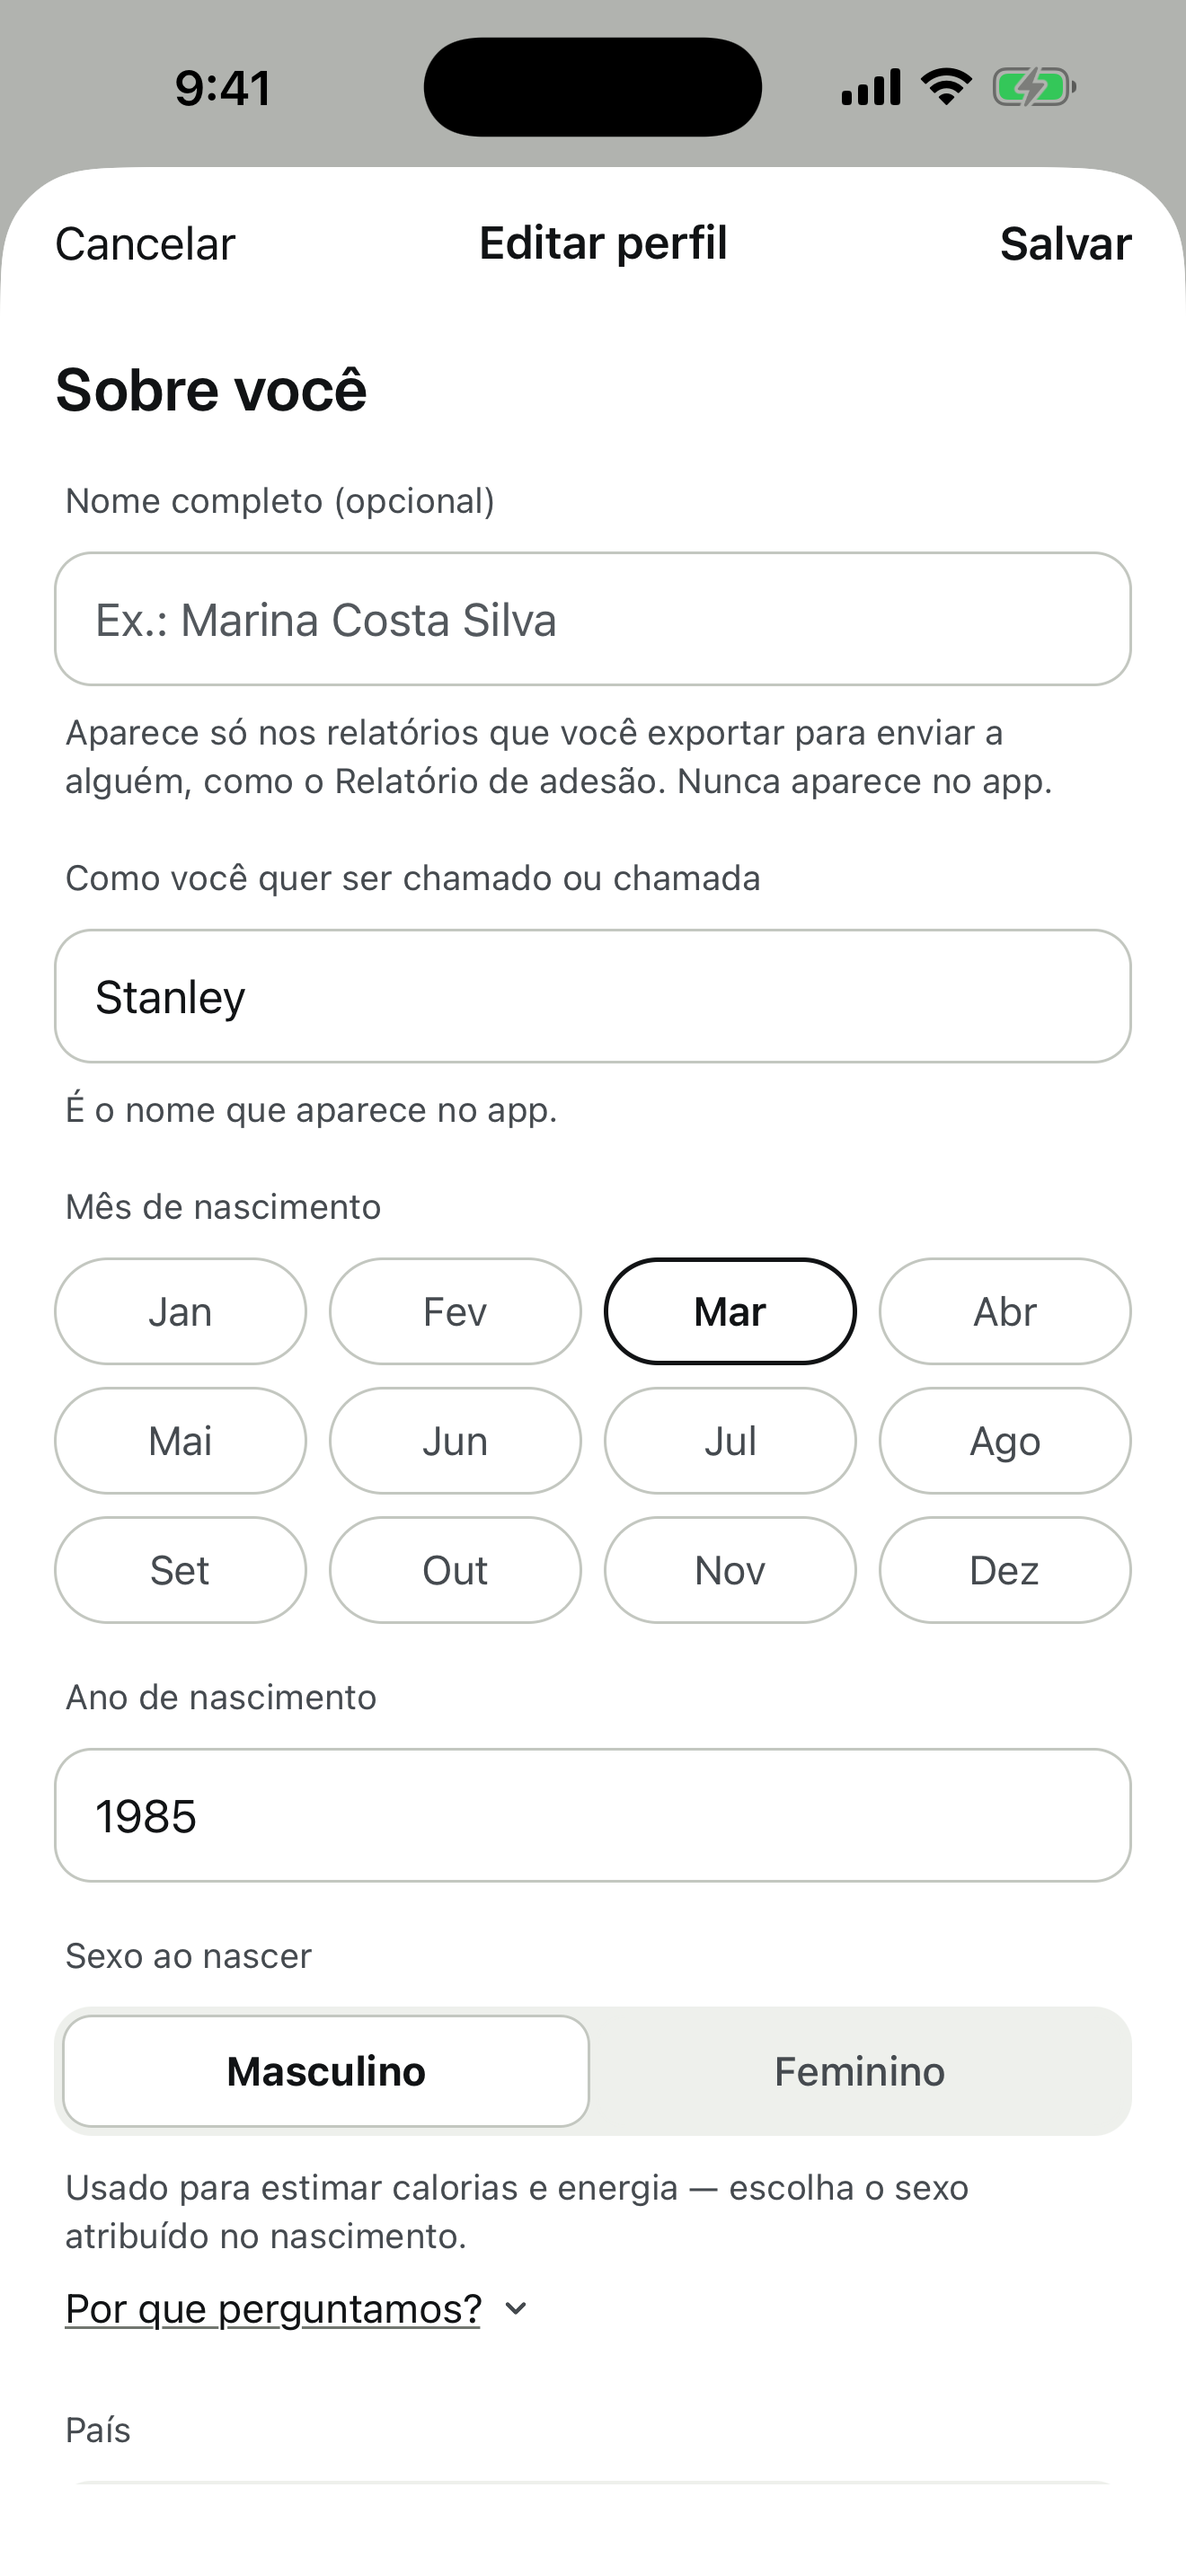 9:41
Cancelar
Editar perfil
Salvar
Sobre você
Nome completo (opcional)
Ex.: Marina Costa Silva
Aparece só nos relatórios que você exportar para enviar a
alguém, como o Relatório de adesão. Nunca aparece no app.
Como você quer ser chamado ou chamada
Stanley
É o nome que aparece no app.
Mês de nascimento
Jan Fev Mar Abr
Mai Jun Jul Ago
Set Out Nov Dez
Ano de nascimento
1985
Sexo ao nascer
Masculino Feminino
Usado para estimar calorias e energia — escolha o sexo
atribuído no nascimento.
Por que perguntamos?
País